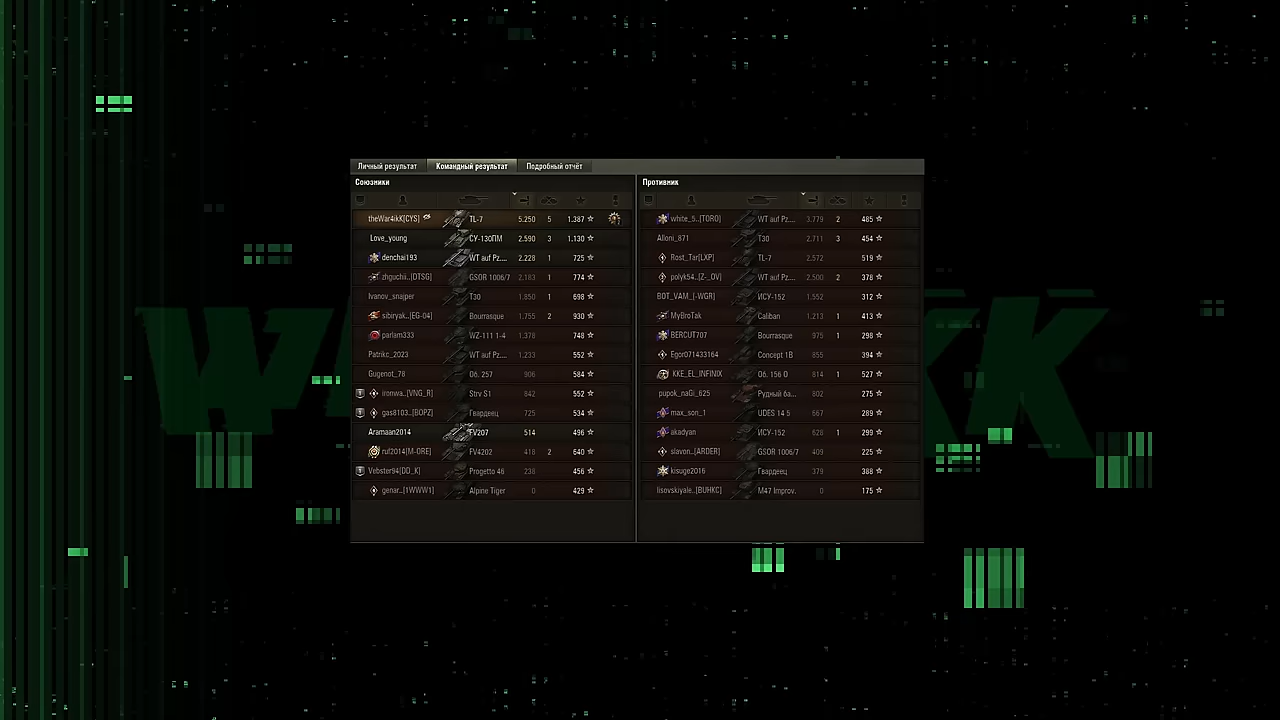 Личный результат Командный результат Подробный отчёт
Союзники Противник
theWar4ikK[CYS] TL-7 5.250 5 1.387
Love_young СУ-130ПМ 2.590 3 1.130
denchai193 WT auf Pz.... 2.228 1 725
zhguchii..[DTSG] GSOR 1006/7 2.183 1 774
Ivanov_snajper T30 1.850 1 698
sibiryak..[EG-04] Bourrasque 1.755 2 930
parlam333 WZ-111 1-4 1.378 748
Patrikc_2023 WT auf Pz.... 1.233 552
Gugenot_78 Об. 257 906 584
ironwa..[VNG_R] Strv S1 842 552
gas8103..[BOPZ] Гвардеец 725 534
Aramaan2014 FV207 514 496
ruf2014[M-ORE] FV4202 418 2 640
Vebster94[DD_K] Progetto 46 238 456
genar..[1WWW1] Alpine Tiger 0 429
white_5..[TORO] WT auf Pz.... 3.779 2 485
Alloni_871 T30 2.711 3 454
Rost_Tar[LXP] TL-7 2.572 519
polyk54..[Z-_OV] WT auf Pz.... 2.500 2 378
BOT_VAM_[-WGR] ИСУ-152 1.552 312
MyBroTak Caliban 1.213 1 413
BERCUT707 Bourrasque 975 1 298
Egor071433164 Concept 1B 855 394
KKE_EL_INFINIX Об. 156 О 814 1 527
pupok_naGi_625 Рудный ба... 802 275
max_son_1 UDES 14 5 667 289
akadyan ИСУ-152 628 1 299
slavon..[ARDER] GSOR 1006/7 409 225
kisugo2016 Гвардеец 379 388
lisovskiyale..[BUHKC] M47 Improv. 0 175